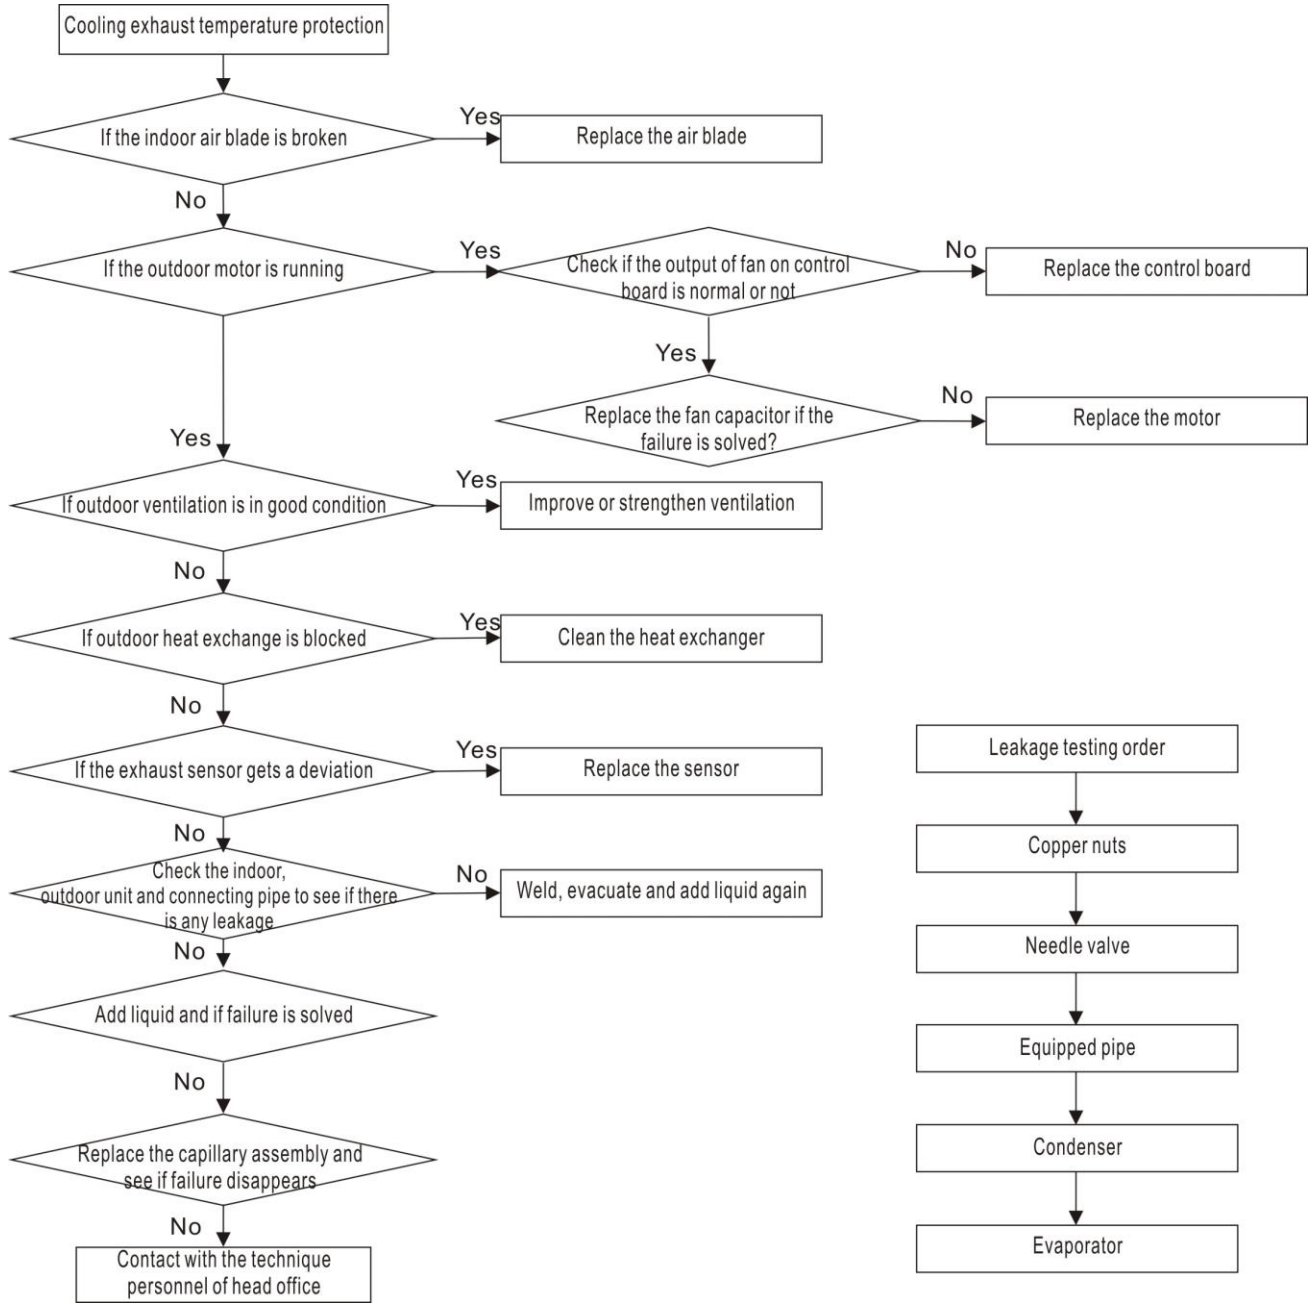 Cooling exhaust temperature protection
If the indoor air blade is broken
Yes
Replace the air blade
No
If the outdoor motor is running
Yes
Check if the output of fan on control
board is normal or not
No
Replace the control board
Yes
Replace the fan capacitor if the
failure is solved?
No
Replace the motor
Yes
If outdoor ventilation is in good condition
Yes
Improve or strengthen ventilation
No
If outdoor heat exchange is blocked
Yes
Clean the heat exchanger
No
If the exhaust sensor gets a deviation
Yes
Replace the sensor
No
Check the indoor,
outdoor unit and connecting pipe to see if there
is any leakage
No
Weld, evacuate and add liquid again
No
Add liquid and if failure is solved
No
Replace the capillary assembly and
see if failure disappears
No
Contact with the technique
personnel of head office
Leakage testing order
Copper nuts
Needle valve
Equipped pipe
Condenser
Evaporator